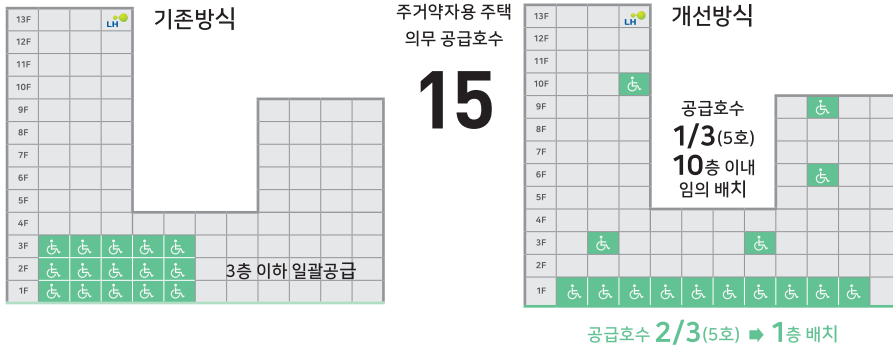 기존방식
13F
LH
12F
11F
10F
9F
8F
7F
6F
5F
4F
3F
2F
1F
3층 이하 일괄공급
주거약자용 주택
의무 공급호수
15
개선방식
13F
LH
12F
11F
10F
9F
8F
7F
6F
5F
4F
3F
2F
1F
공급호수
1/3(5호)
10층 이내
임의 배치
공급호수 2/3(5호) ➡ 1층 배치